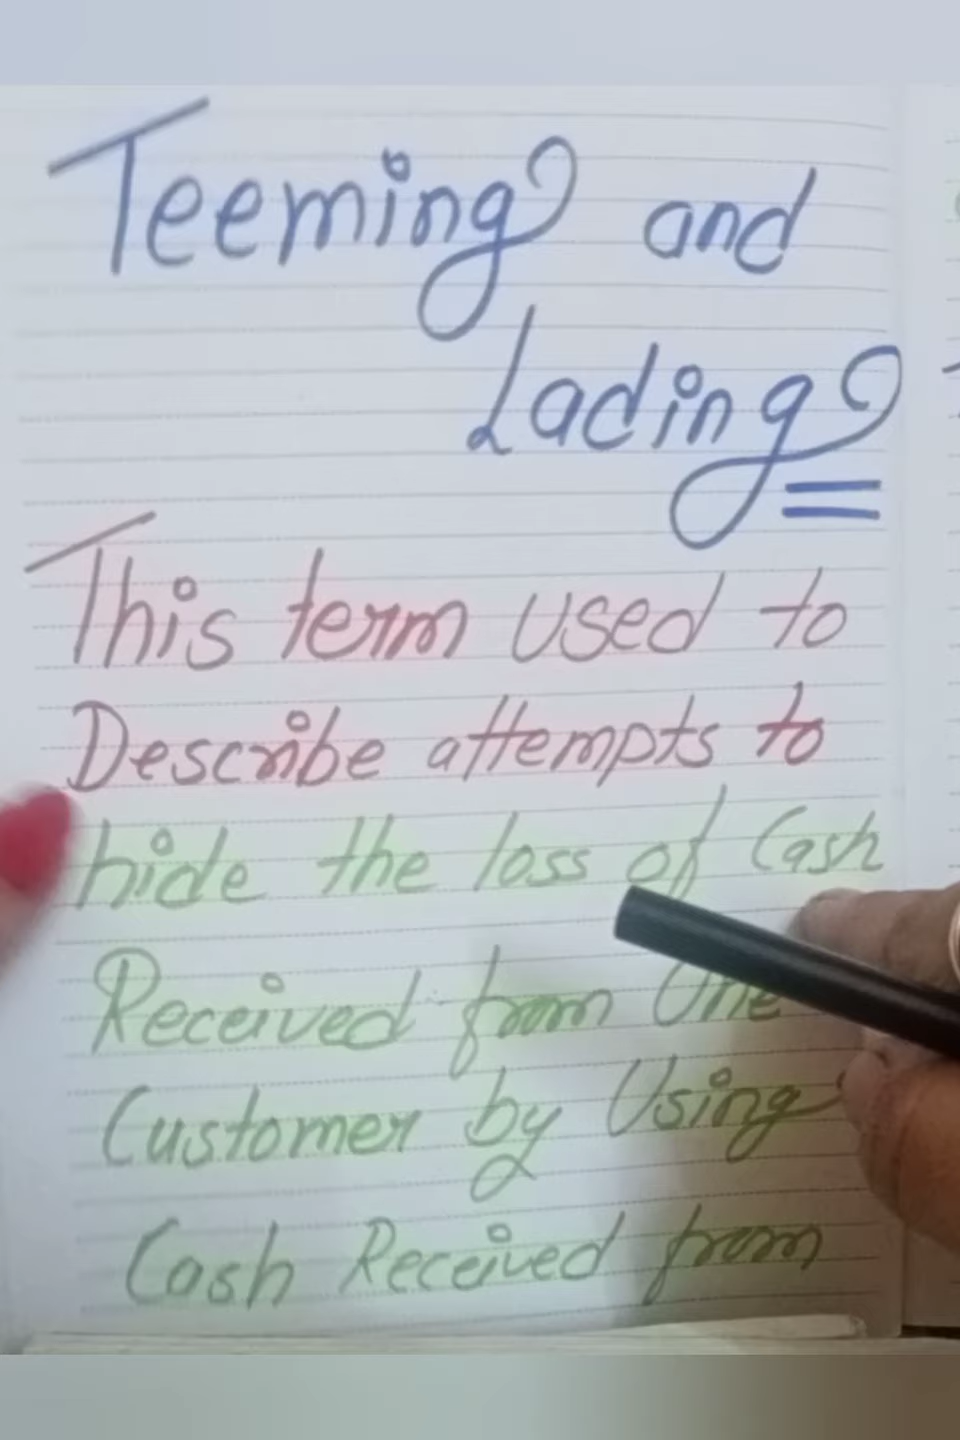 Teeming and
Lading
This term used to
Describe attempts to
hide the loss of Cash
Received from One
Customer by Using
Cash Received from